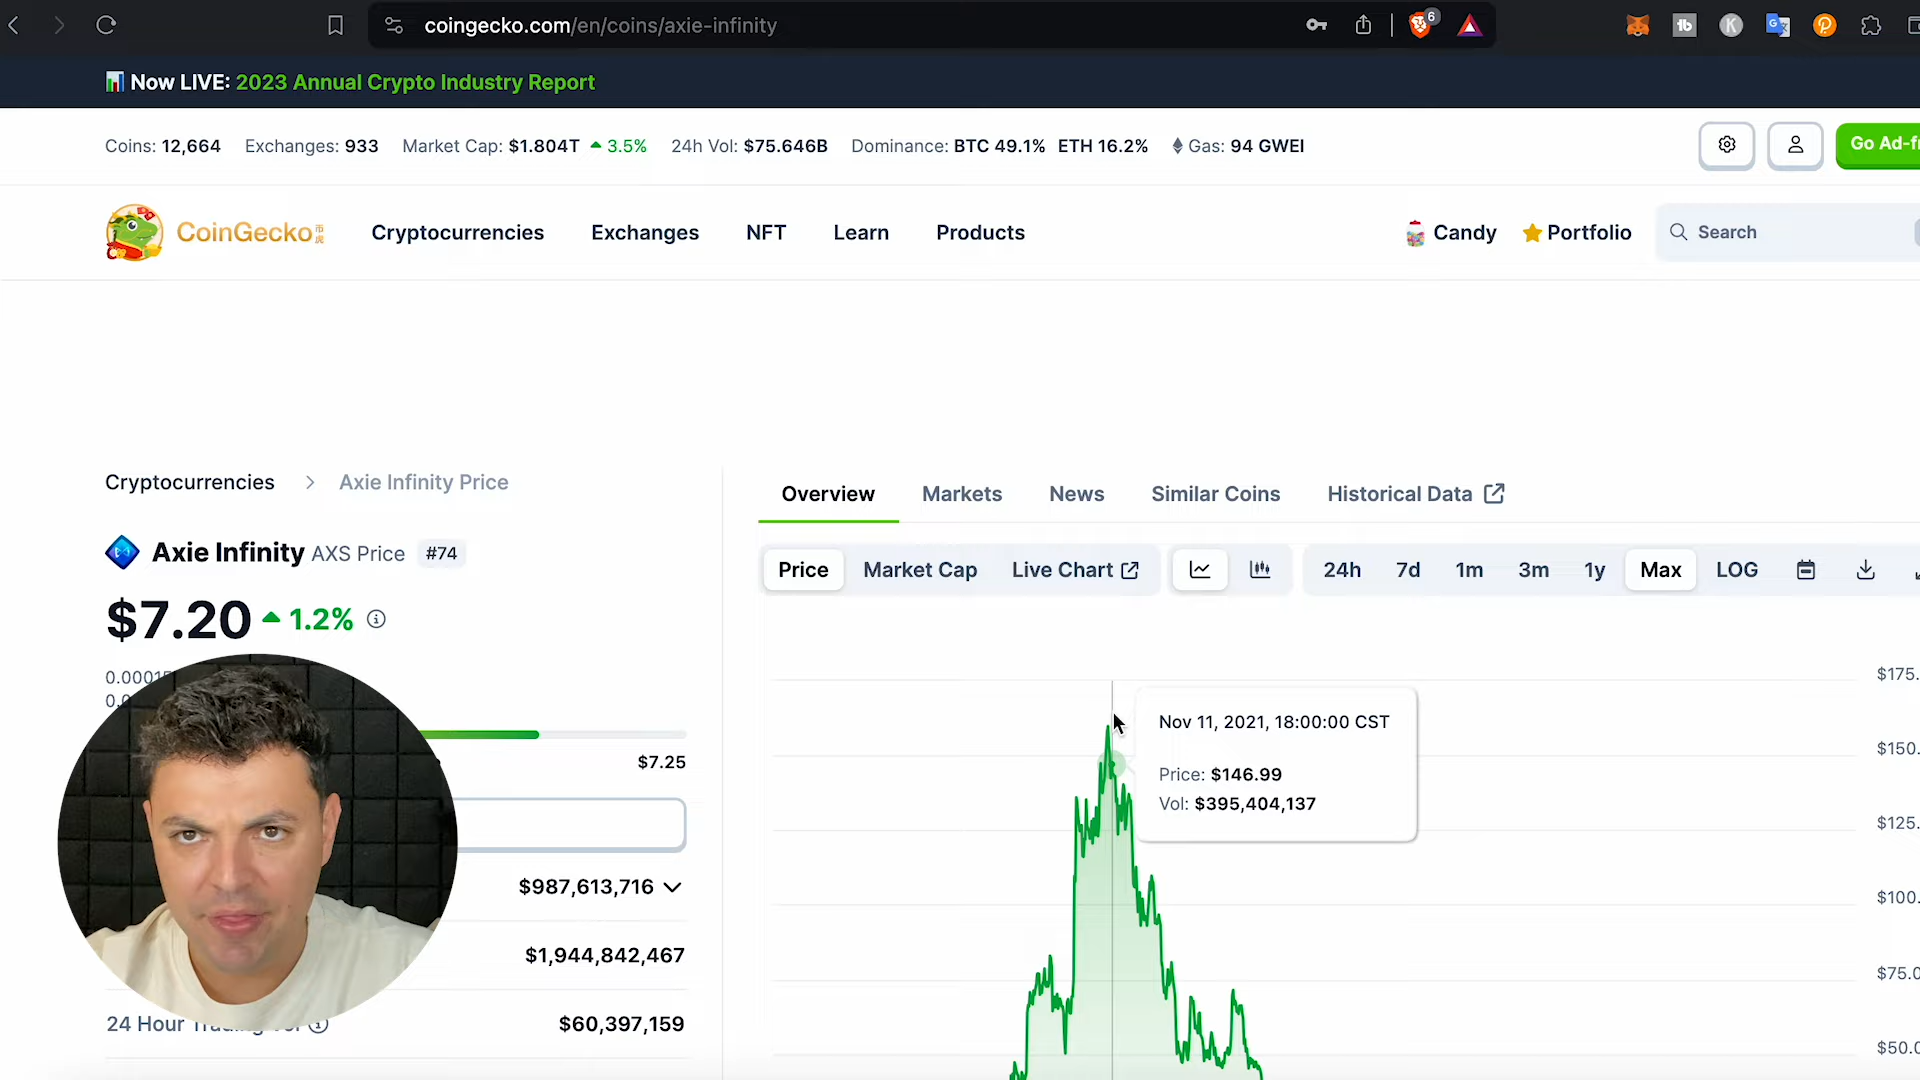 coingecko.com/en/coins/axie-infinity
6
Now LIVE: 2023 Annual Crypto Industry Report
Coins: 12,664 Exchanges: 933 Market Cap: $1.804T 3.5% 24h Vol: $75.646B Dominance: BTC 49.1% ETH 16.2% Gas: 94 GWEI
Go Ad-f
CoinGecko
Cryptocurrencies Exchanges NFT Learn Products Candy Portfolio Search
Cryptocurrencies > Axie Infinity Price
Overview Markets News Similar Coins Historical Data
Axie Infinity AXS Price #74
Price Market Cap Live Chart 24h 7d 1m 3m 1y Max LOG
$7.20 1.2%
$7.25
$987,613,716
$1,944,842,467
24 Hour
$60,397,159
Nov 11, 2021, 18:00:00 CST
Price: $146.99
Vol: $395,404,137
$175.
$150.
$125.
$100.
$75.0
$50.0